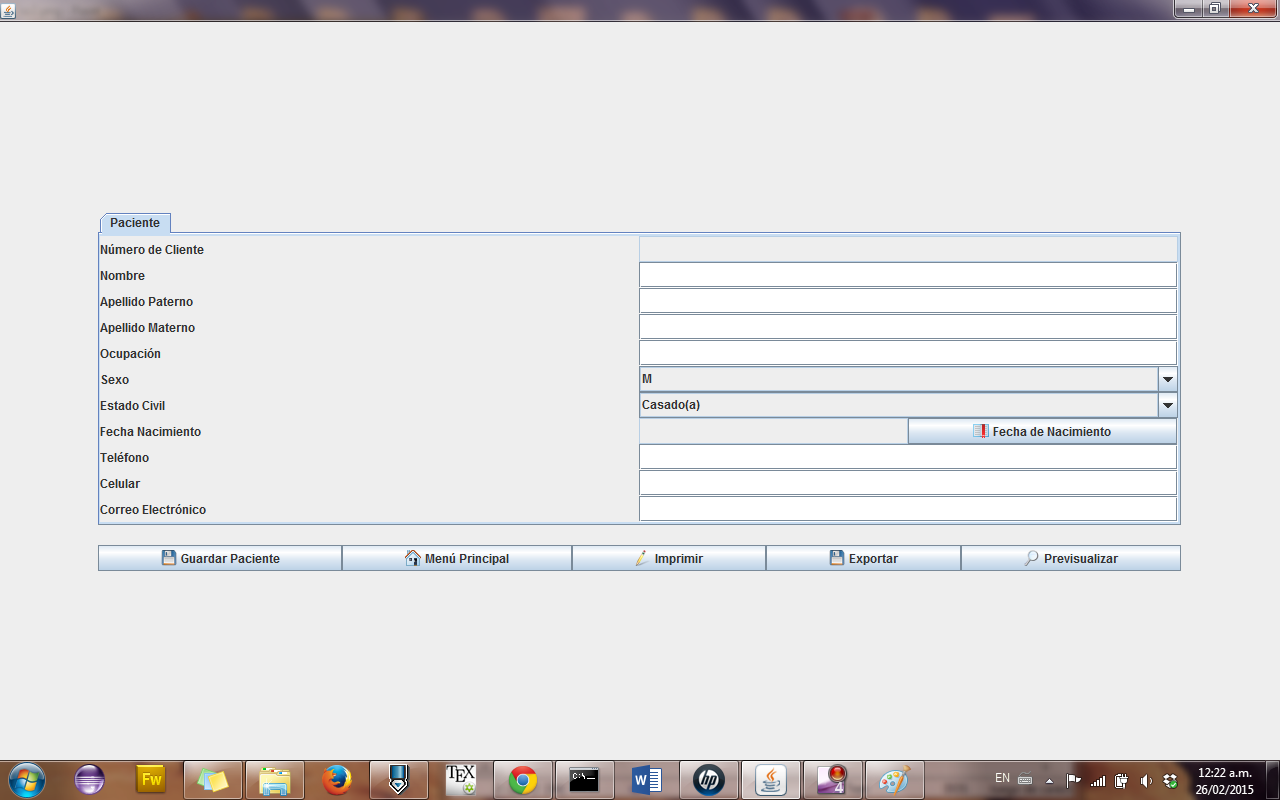 Paciente
Número de Cliente
Nombre
Apellido Paterno
Apellido Materno
Ocupación
Sexo M
Estado Civil Casado(a)
Fecha Nacimiento Fecha de Nacimiento
Teléfono
Celular
Correo Electrónico
Guardar Paciente Menú Principal Imprimir Exportar Previsualizar
Fw TEX C:\ W hp 4 EN 12:22 a.m.
26/02/2015